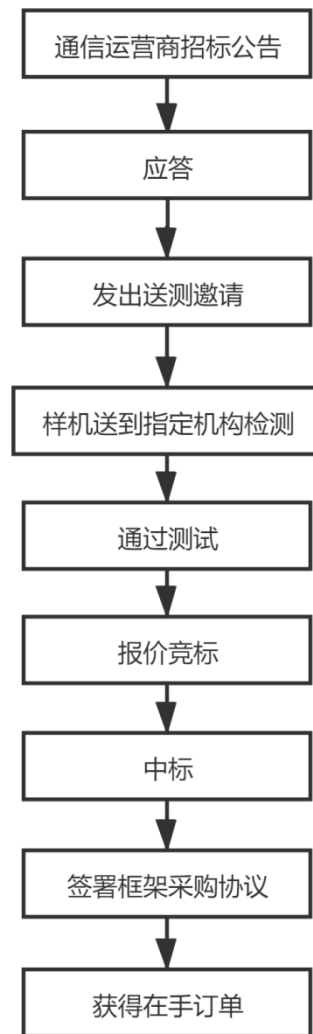 通信运营商招标公告
应答
发出送测邀请
样机送到指定机构检测
通过测试
报价竞标
中标
签署框架采购协议
获得在手订单